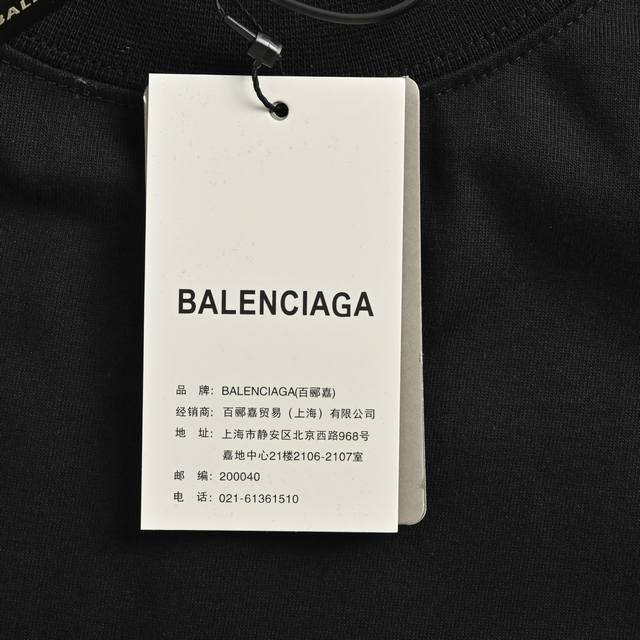 BALENCIAGA
品 牌: BALENCIAGA(百郦嘉)
经销商: 百郦嘉贸易（上海）有限公司
地 址: 上海市静安区北京西路968号
嘉地中心21楼2106-2107室
邮 编: 200040
电 话: 021-61361510